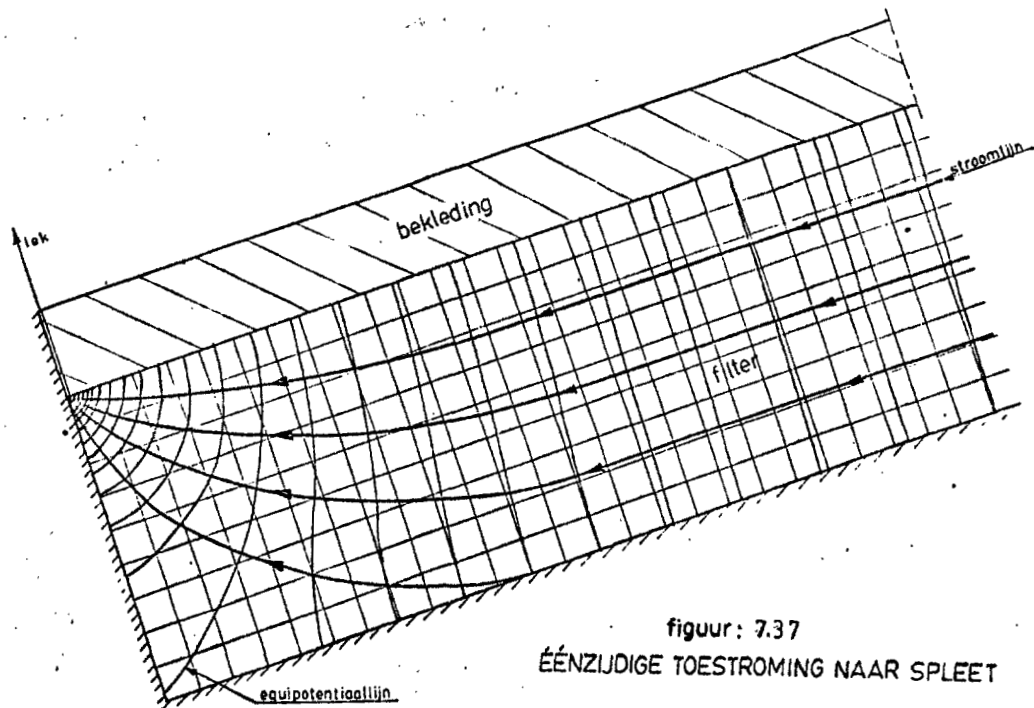 stroomlijn
bekleding
lek
filter
equipotentiaallijn
figuur: 7.37
ÉÉNZIJDIGE TOESTROMING NAAR SPLEET